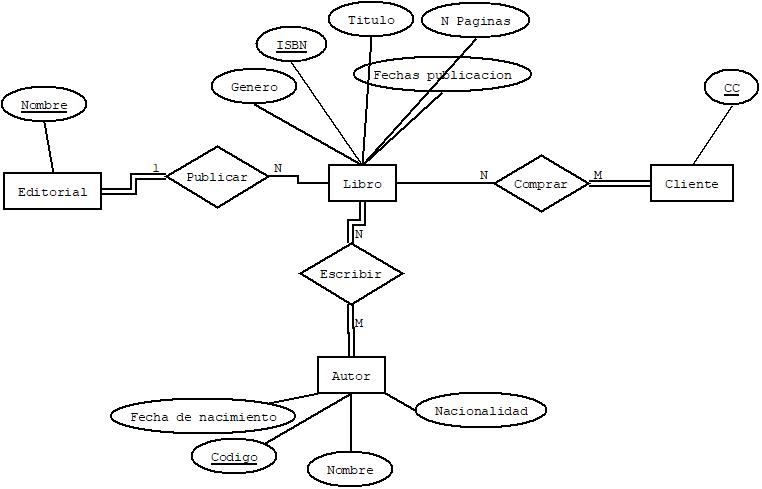 Titulo
N Paginas
ISBN
Fechas publicacion
Genero
CC
Nombre
1
N
N
M
Publicar
Libro
Comprar
Cliente
Editorial
N
Escribir
M
Autor
Nacionalidad
Fecha de nacimiento
Codigo
Nombre